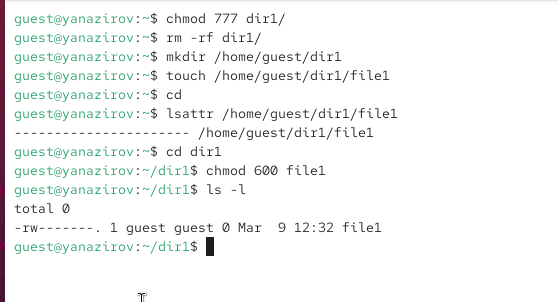 guest@yanazirov:~$ chmod 777 dir1/
guest@yanazirov:~$ rm -rf dir1/
guest@yanazirov:~$ mkdir /home/guest/dir1
guest@yanazirov:~$ touch /home/guest/dir1/file1
guest@yanazirov:~$ cd
guest@yanazirov:~$ lsattr /home/guest/dir1/file1
---------------------- /home/guest/dir1/file1
guest@yanazirov:~$ cd dir1
guest@yanazirov:~/dir1$ chmod 600 file1
guest@yanazirov:~/dir1$ ls -l
total 0
-rw-------. 1 guest guest 0 Mar  9 12:32 file1
guest@yanazirov:~/dir1$